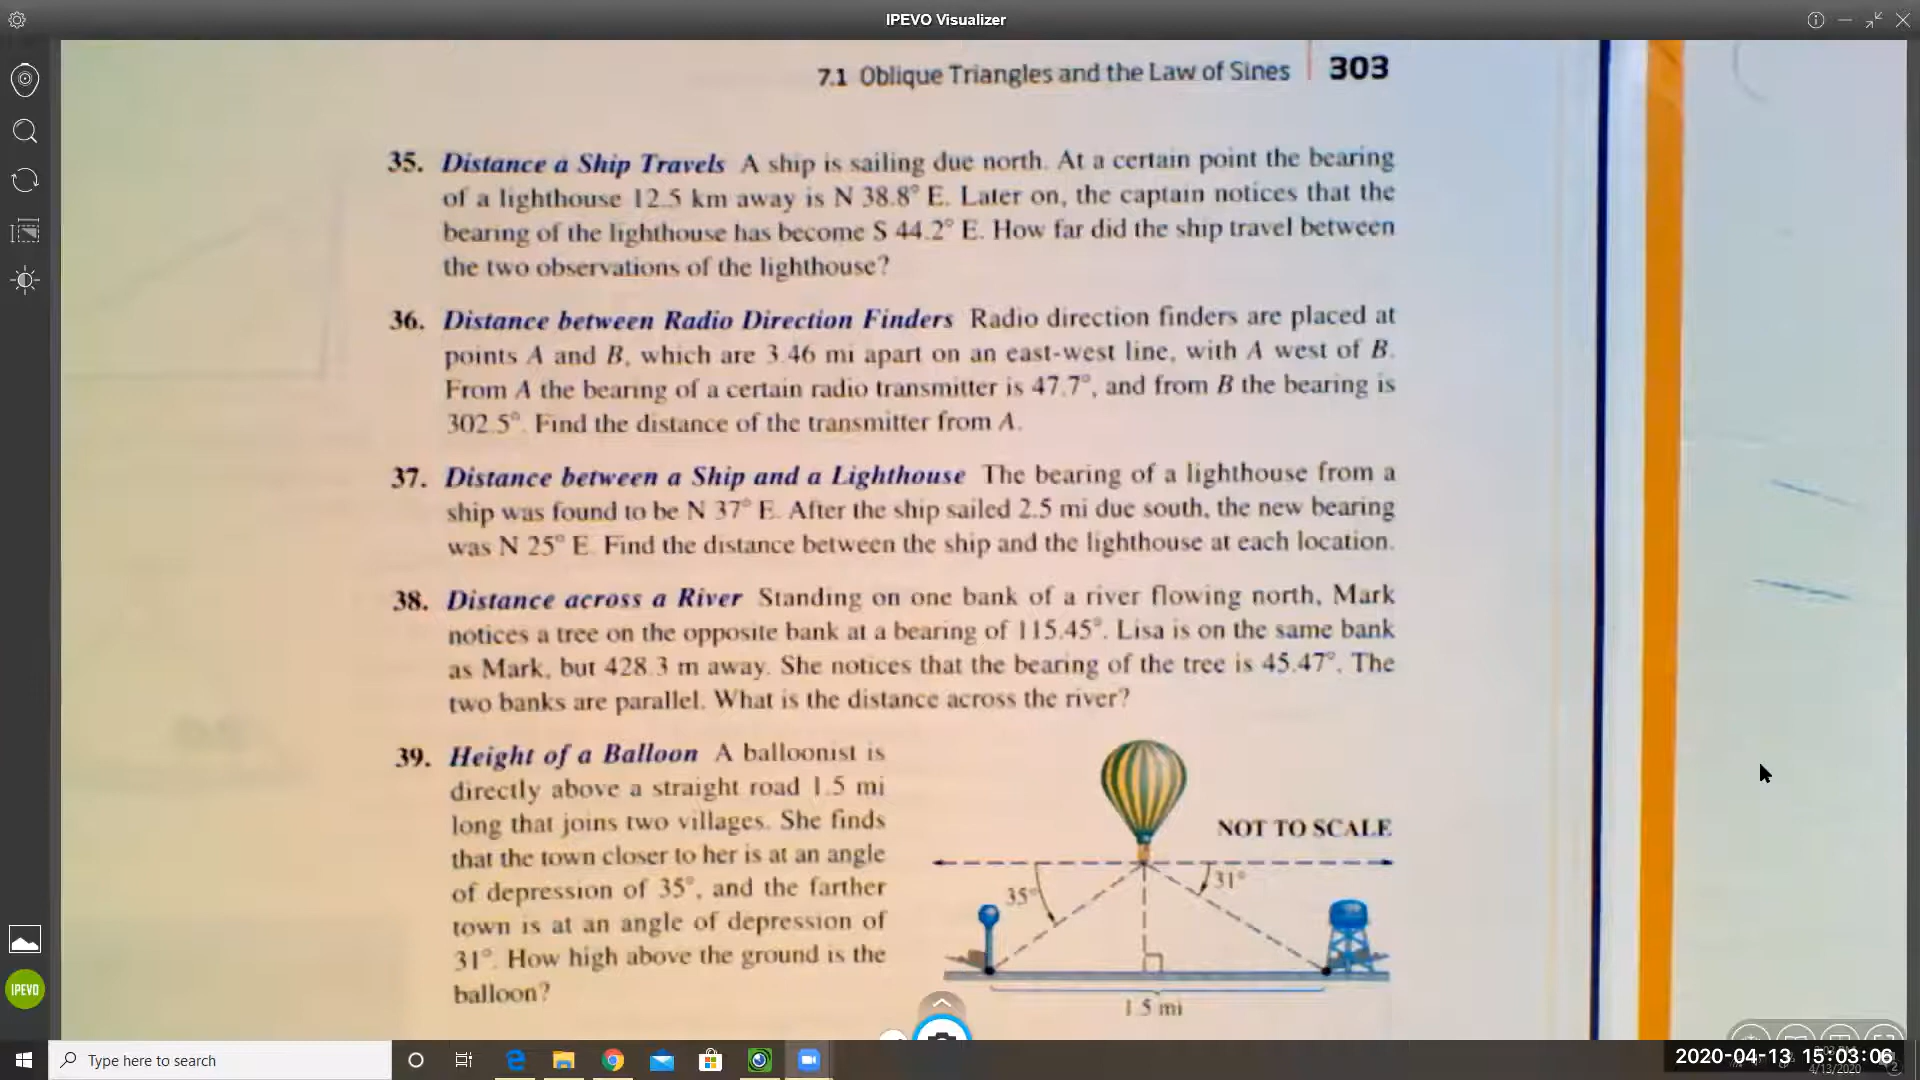 IPEVO Visualizer
7.1 Oblique Triangles and the Law of Sines 303
35. Distance a Ship Travels A ship is sailing due north. At a certain point the bearing
of a lighthouse 12.5 km away is N 38.8° E. Later on, the captain notices that the
bearing of the lighthouse has become S 44.2° E. How far did the ship travel between
the two observations of the lighthouse?
36. Distance between Radio Direction Finders Radio direction finders are placed at
points A and B, which are 3.46 mi apart on an east-west line, with A west of B.
From A the bearing of a certain radio transmitter is 47.7°, and from B the bearing is
302.5°. Find the distance of the transmitter from A.
37. Distance between a Ship and a Lighthouse The bearing of a lighthouse from a
ship was found to be N 37° E. After the ship sailed 2.5 mi due south, the new bearing
was N 25° E. Find the distance between the ship and the lighthouse at each location.
38. Distance across a River Standing on one bank of a river flowing north, Mark
notices a tree on the opposite bank at a bearing of 115.45°. Lisa is on the same bank
as Mark, but 428.3 m away. She notices that the bearing of the tree is 45.47°. The
two banks are parallel. What is the distance across the river?
39. Height of a Balloon A balloonist is
directly above a straight road 1.5 mi
long that joins two villages. She finds
that the town closer to her is at an angle
of depression of 35°, and the farther
town is at an angle of depression of
31°. How high above the ground is the
balloon?
NOT TO SCALE
35°
31°
1.5 mi
IPEVO
Type here to search
2020-04-13 15:03:06
4/13/2020